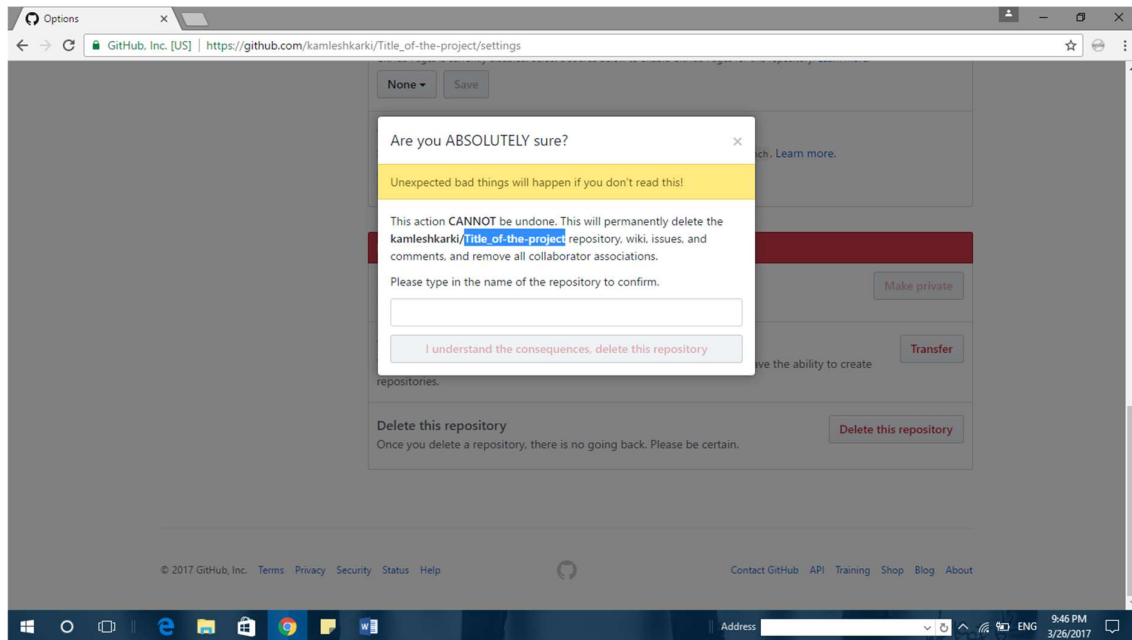 Options
GitHub, Inc. [US] | https://github.com/kamleshkarki/Title_of-the-project/settings
None
Save
Are you ABSOLUTELY sure?
ch. Learn more.
Unexpected bad things will happen if you don't read this!
This action CANNOT be undone. This will permanently delete the
kamleshkarki/Title_of-the-project repository, wiki, issues, and
comments, and remove all collaborator associations.
Please type in the name of the repository to confirm.
Make private
I understand the consequences, delete this repository
Transfer
ve the ability to create
repositories.
Delete this repository
Once you delete a repository, there is no going back. Please be certain.
Delete this repository
© 2017 GitHub, Inc. Terms Privacy Security Status Help
Contact GitHub API Training Shop Blog About
Address
ENG
9:46 PM
3/26/2017